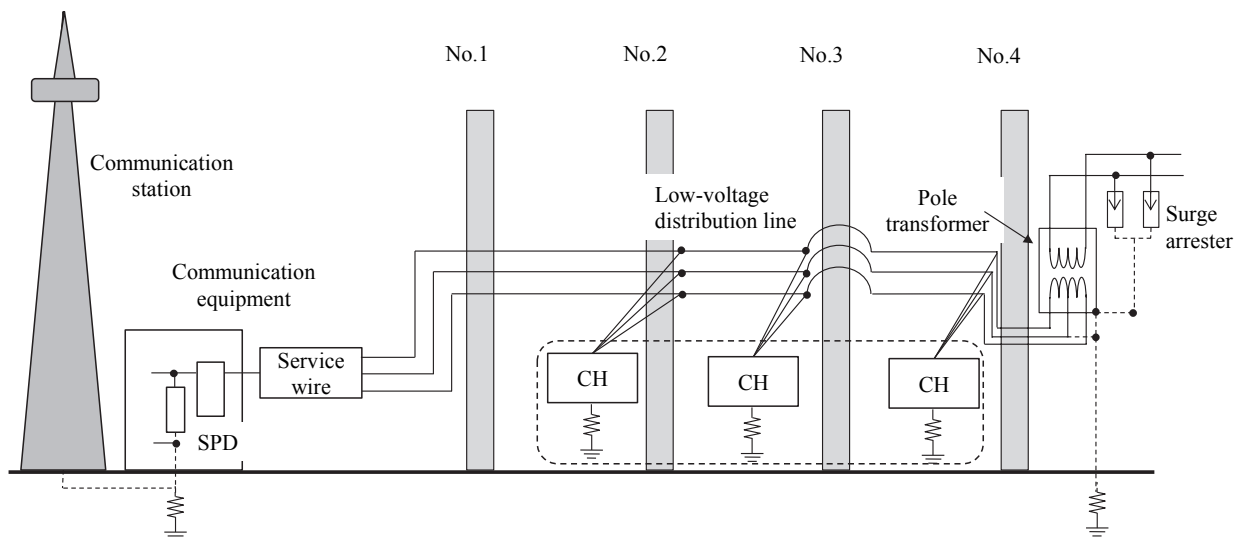 No.1
No.2
No.3
No.4
Communication
station
Low-voltage
distribution line
Pole
transformer
Surge
arrester
Communication
equipment
Service
wire
CH
CH
CH
SPD